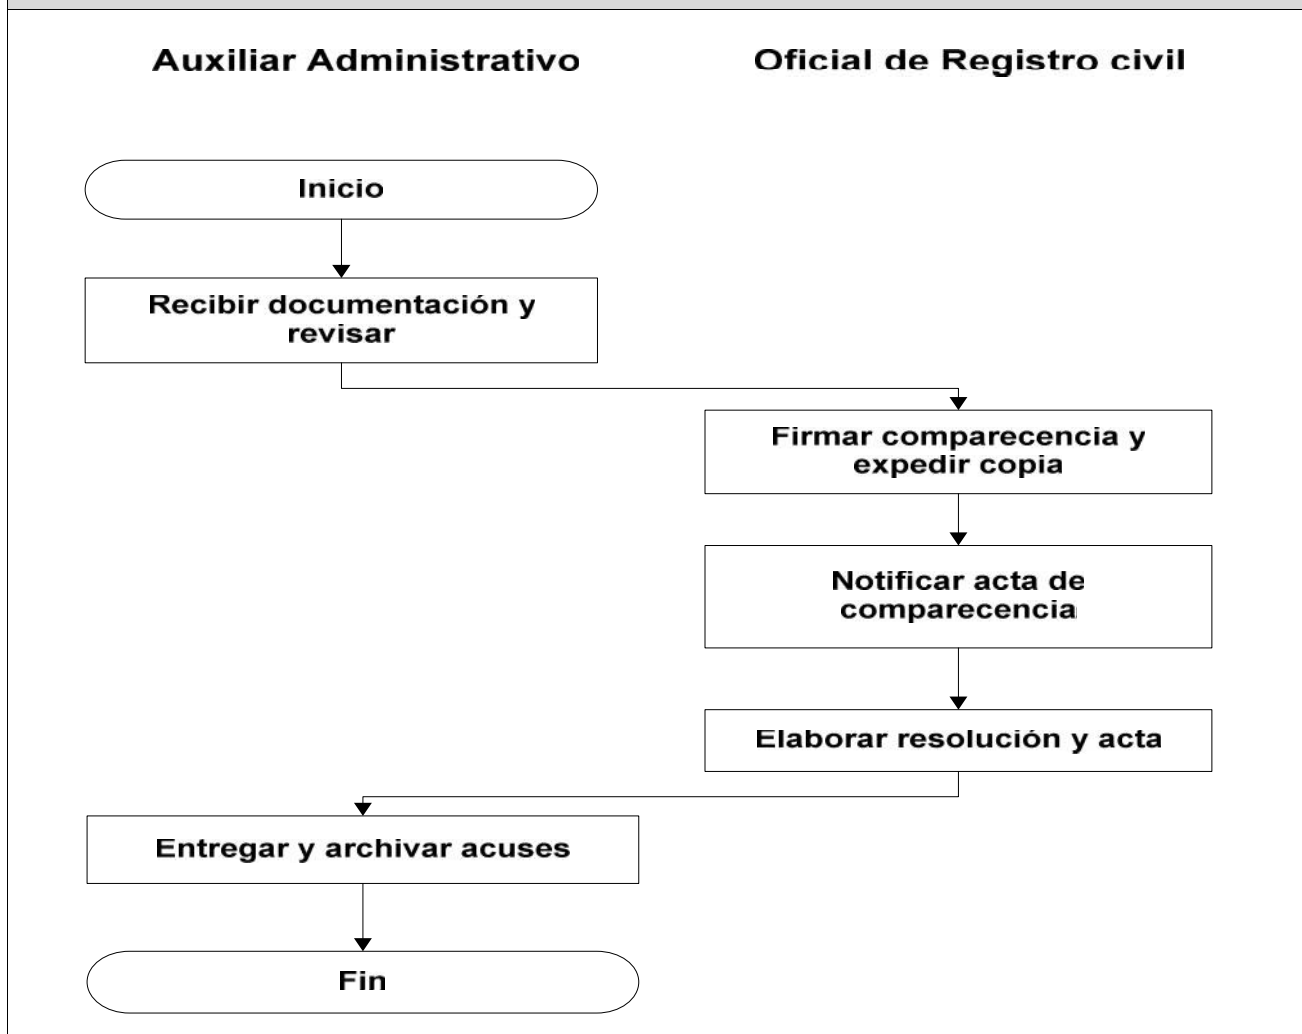 Auxiliar Administrativo
Oficial de Registro civil
Inicio
Recibir documentación y
revisar
Firmar comparecencia y
expedir copia
Notificar acta de
comparecencia
Elaborar resolución y acta
Entregar y archivar acuses
Fin